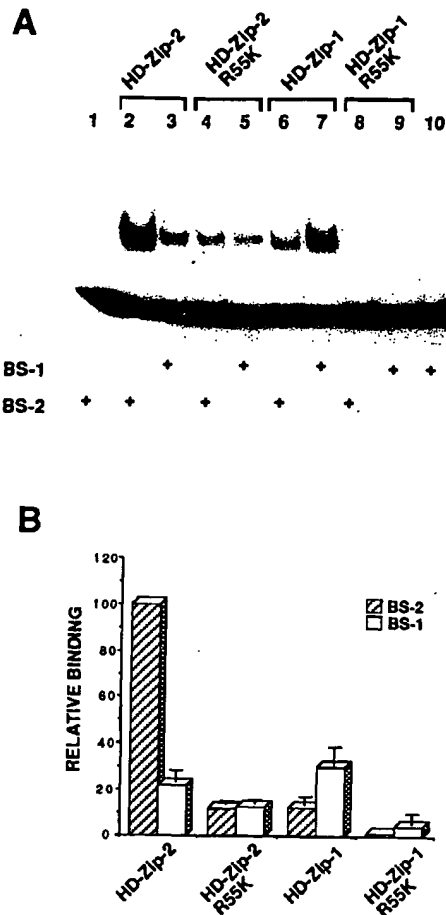 A
HD-Zip-2
HD-Zip-2 R55K
HD-Zip-1
HD-Zip-1 R55K
1 2 3 4 5 6 7 8 9 10
BS-1 + + + + +
BS-2 + + + + +
B
RELATIVE BINDING
120
100
80
60
40
20
0
BS-2
BS-1
HD-Zip-2
HD-Zip-2 R55K
HD-Zip-1
HD-Zip-1 R55K